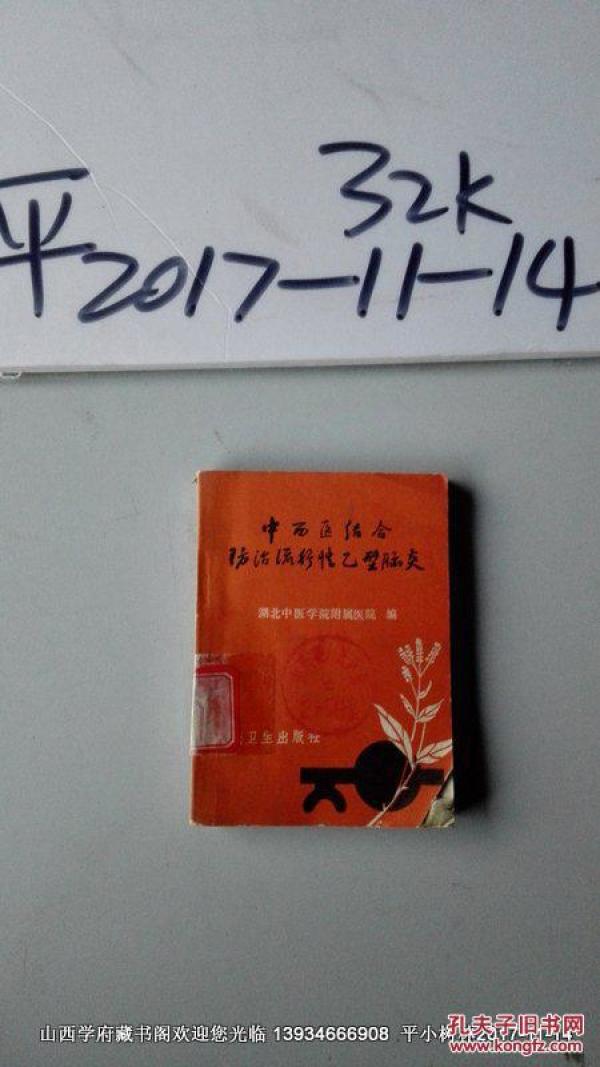 32K
平2017-11-14
中西医结合
防治流行性乙型脑炎
湖北中医学院附属医院 编
卫生出版社
山西学府藏书阁欢迎您光临 13934666908 平小
孔夫子旧书网
www.kongfz.com